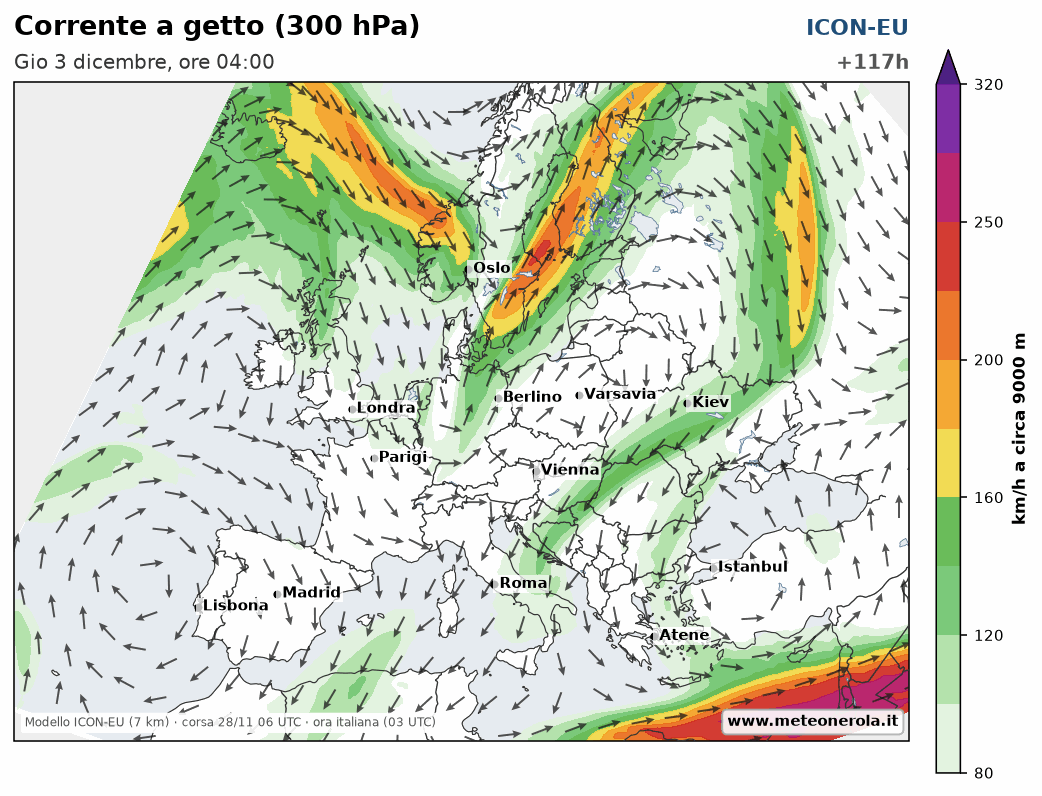 Corrente a getto (300 hPa)
ICON-EU
Gio 3 dicembre, ore 04:00
+117h
320
250
200
160
120
80
km/h a circa 9000 m
Oslo
Berlino
Varsavia
Kiev
Londra
Parigi
Vienna
Istanbul
Roma
Madrid
Lisbona
Atene
Modello ICON-EU (7 km) · corsa 28/11 06 UTC · ora italiana (03 UTC)
www.meteonerola.it